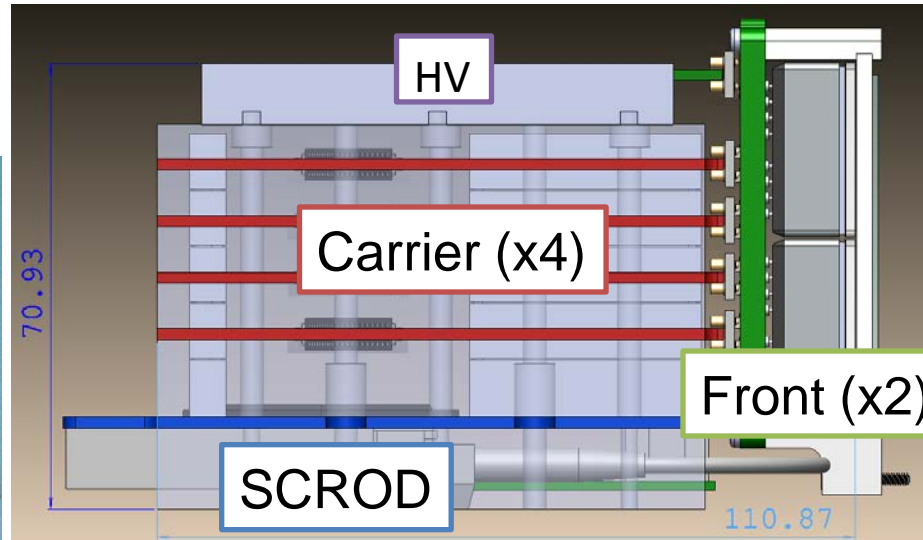 HV
Carrier (x4)
70.93
Front (x2)
SCROD
110.87